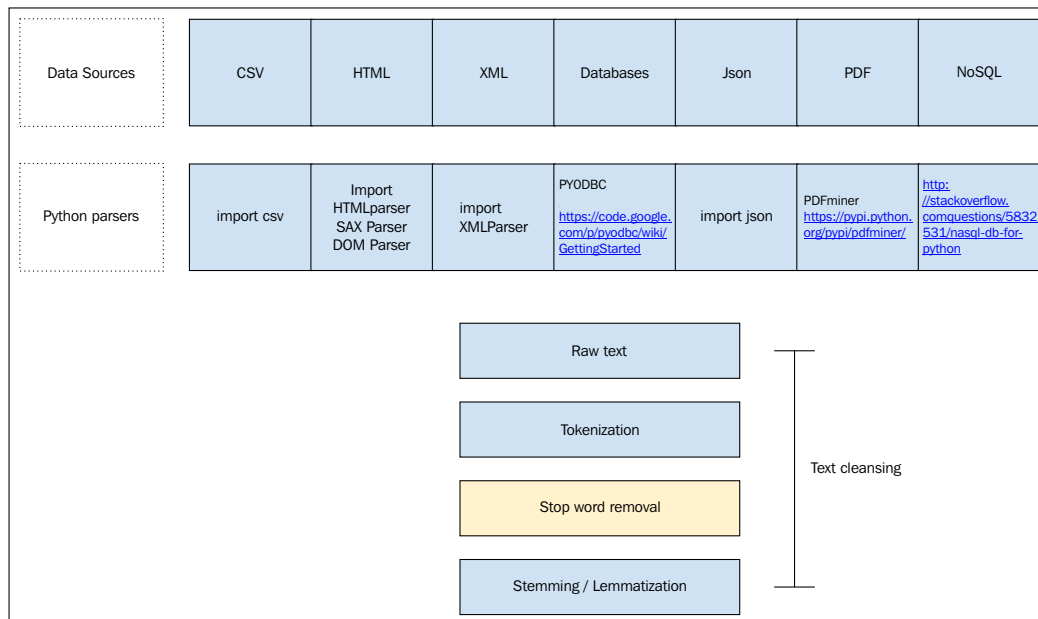 Data Sources
CSV
HTML
XML
Databases
Json
PDF
NoSQL
Python parsers
import csv
Import
HTMLparser
SAX Parser
DOM Parser
import
XMLParser
PYODBC
https://code.google.
com/p/pyodbc/wiki/
GettingStarted
import json
PDFminer
https://pypi.python.
org/pypi/pdfminer/
http:
//stackoverflow.
comquestions/5832
531/nasql-db-for-
python
Raw text
Tokenization
Stop word removal
Stemming / Lemmatization
Text cleansing